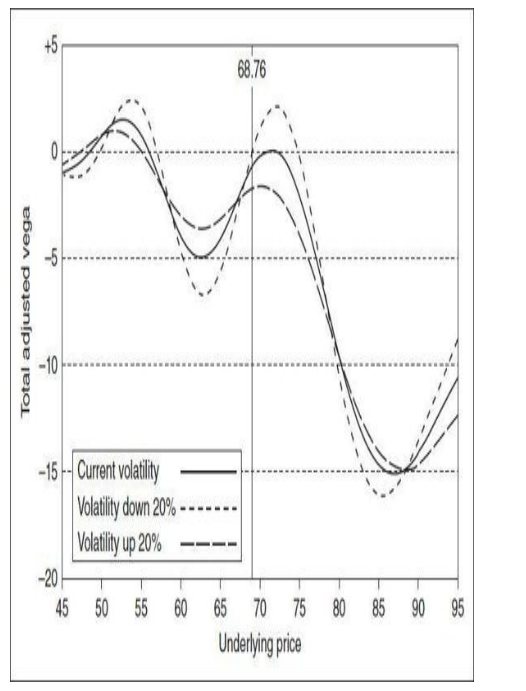 +5
68.76
0
−5
−10
−15
−20
Total adjusted vega
Current volatility
Volatility down 20%
Volatility up 20%
45 50 55 60 65 70 75 80 85 90 95
Underlying price